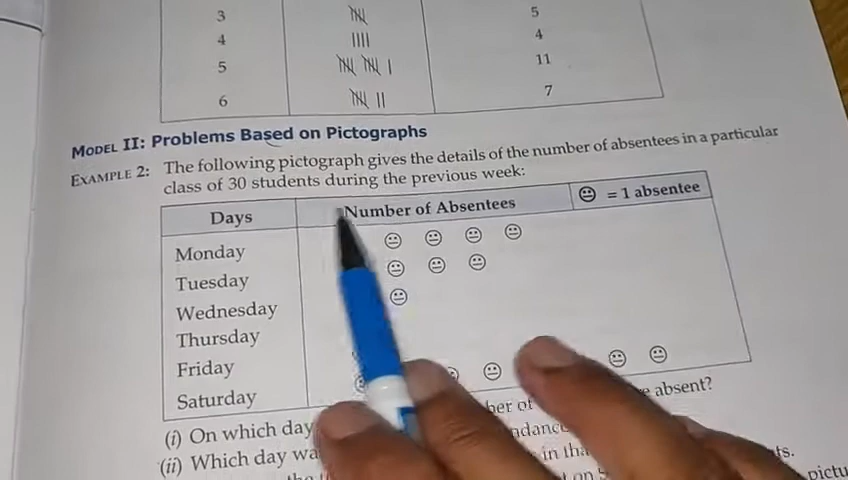 3 5
4 4
5 11
6 7
MODEL II: Problems Based on Pictographs
EXAMPLE 2: The following pictograph gives the details of the number of absentees in a particular
class of 30 students during the previous week:
Days Number of Absentees = 1 absentee
Monday
Tuesday
Wednesday
Thursday
Friday
Saturday
(i) On which day absent?
(ii) Which day in